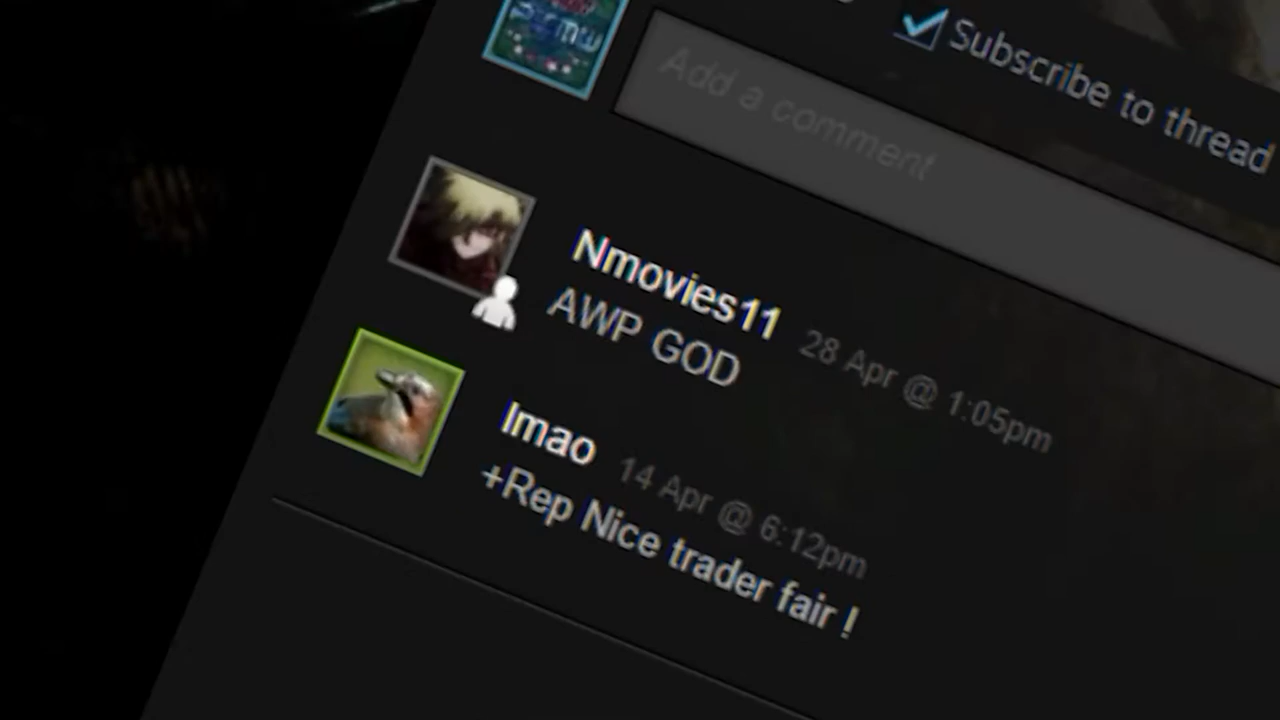 Subscribe to thread
Add a comment
Nmovies11 28 Apr @ 1:05pm
AWP GOD
lmao 14 Apr @ 6:12pm
+Rep Nice trader fair !